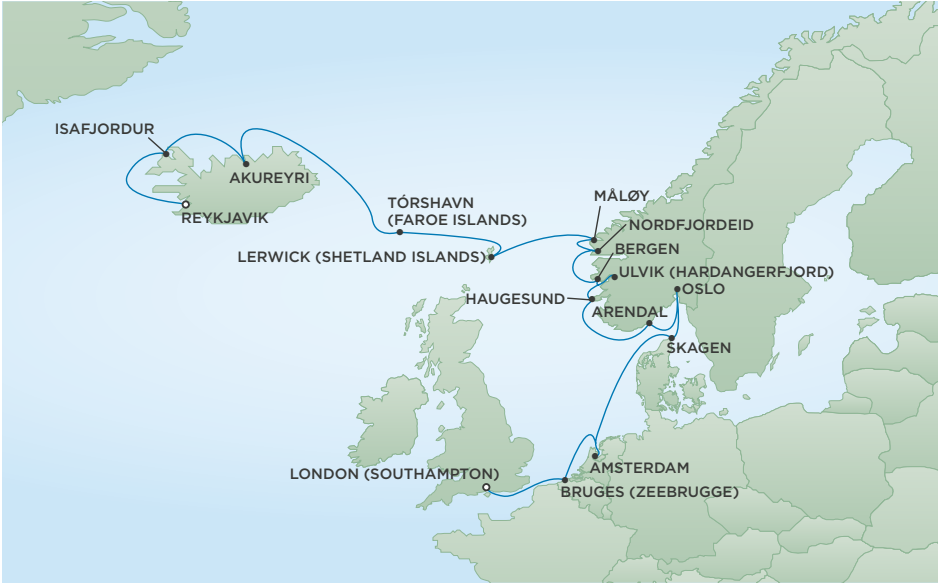 ISAFJORDUR
AKUREYRI
REYKJAVIK
TÓRSHAVN
(FAROE ISLANDS)
MÅLØY
NORDFJORDEID
BERGEN
LERWICK (SHETLAND ISLANDS)
ULVIK (HARDANGERFJORD)
OSLO
HAUGESUND
ARENDAL
SKAGEN
AMSTERDAM
LONDON (SOUTHAMPTON)
BRUGES (ZEEBRUGGE)